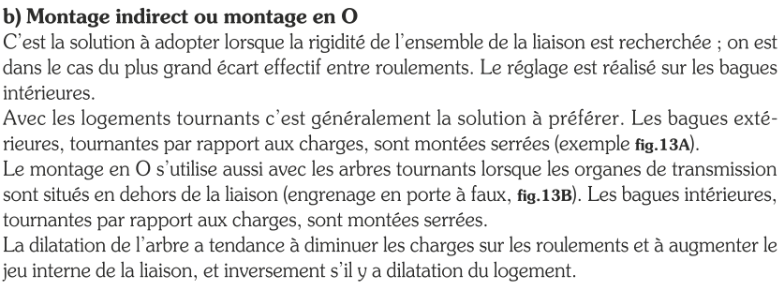 b) Montage indirect ou montage en O
C'est la solution à adopter lorsque la rigidité de l'ensemble de la liaison est recherchée ; on est
dans le cas du plus grand écart effectif entre roulements. Le réglage est réalisé sur les bagues
intérieures.
Avec les logements tournants c'est généralement la solution à préférer. Les bagues exté-
rieures, tournantes par rapport aux charges, sont montées serrées (exemple fig.13A).
Le montage en O s'utilise aussi avec les arbres tournants lorsque les organes de transmission
sont situés en dehors de la liaison (engrenage en porte à faux, fig.13B). Les bagues intérieures,
tournantes par rapport aux charges, sont montées serrées.
La dilatation de l'arbre a tendance à diminuer les charges sur les roulements et à augmenter le
jeu interne de la liaison, et inversement s'il y a dilatation du logement.